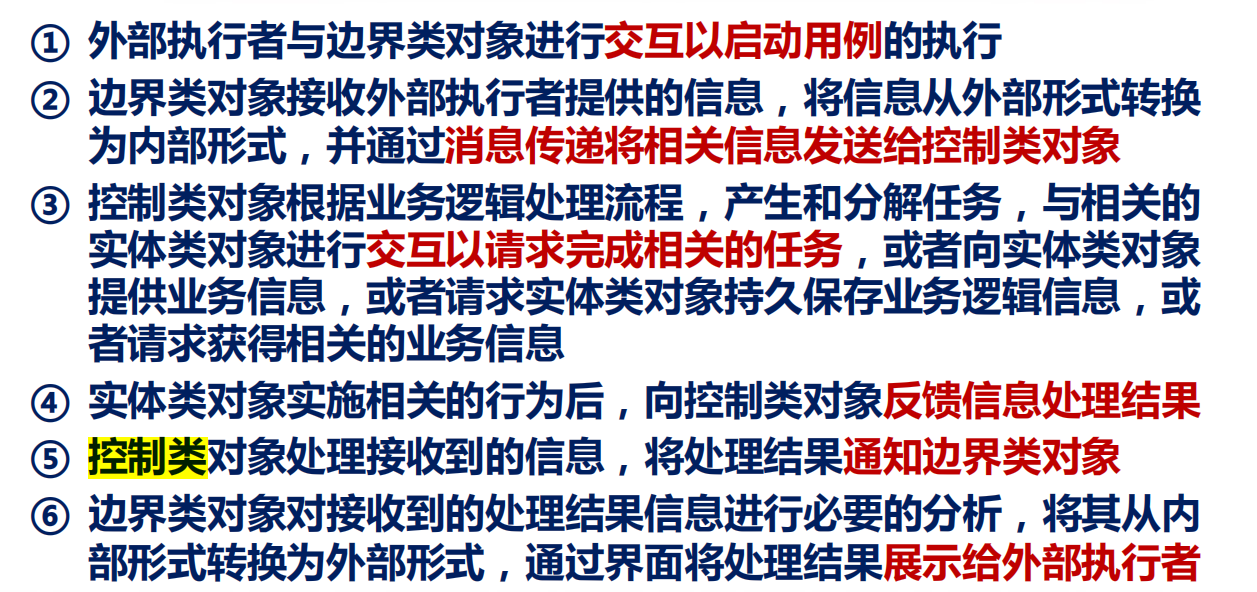 ① 外部执行者与边界类对象进行交互以启动用例的执行
② 边界类对象接收外部执行者提供的信息，将信息从外部形式转换
为内部形式，并通过消息传递将相关信息发送给控制类对象
③ 控制类对象根据业务逻辑处理流程，产生和分解任务，与相关的
实体类对象进行交互以请求完成相关的任务，或者向实体类对象
提供业务信息，或者请求实体类对象持久保存业务逻辑信息，或
者请求获得相关的业务信息
④ 实体类对象实施相关的行为后，向控制类对象反馈信息处理结果
⑤ 控制类对象处理接收到的信息，将处理结果通知边界类对象
⑥ 边界类对象对接收到的处理结果信息进行必要的分析，将其从内
部形式转换为外部形式，通过界面将处理结果展示给外部执行者